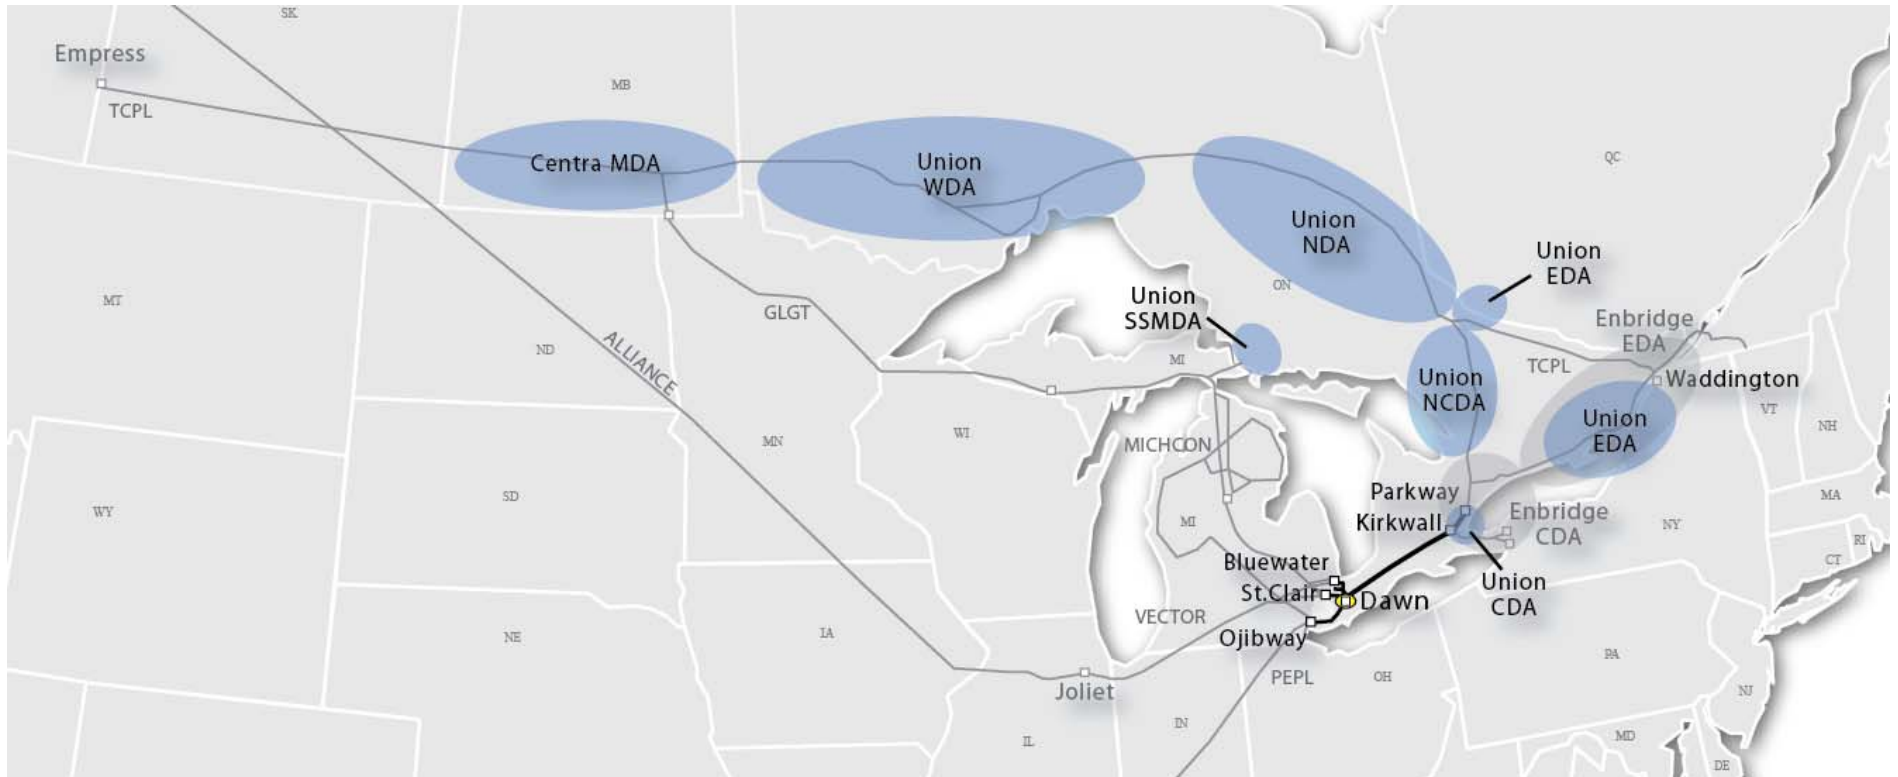 SK
Empress
MB
TCPL
QC
Centra MDA
Union
WDA
Union
NDA
Union
EDA
MT
ON
Union
SSMDA
GLGT
Enbridge
EDA
ND
ALLIANCE
MI
TCPL
Union
NCDA
Waddington
VT
Union
EDA
NH
MN
WI
MICHCON
SD
WY
Parkway
MA
MI
Kirkwall
Enbridge
CDA
NY
RI
CT
Bluewater
St.Clair
Dawn
Union
CDA
VECTOR
Ojibway
NE
IA
PA
PEPL
OH
Joliet
NJ
IN
IL
MD
DE